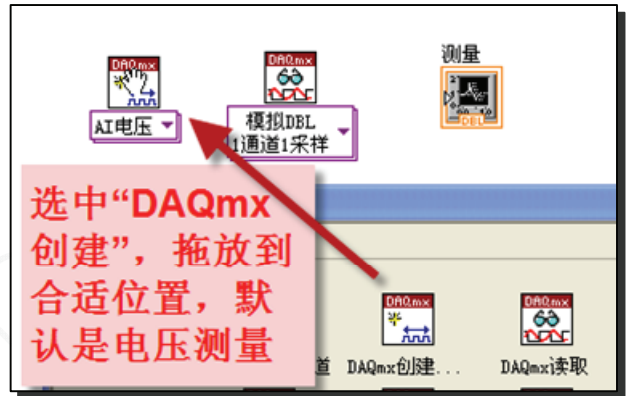 DAQmx
DAQmx
测量
AI电压
模拟DBL
1通道1采样
DBL
选中“DAQmx
创建”，拖放到
合适位置，默
认是电压测量
DAQmx
DAQmx
道
DAQmx创建...
DAQmx读取